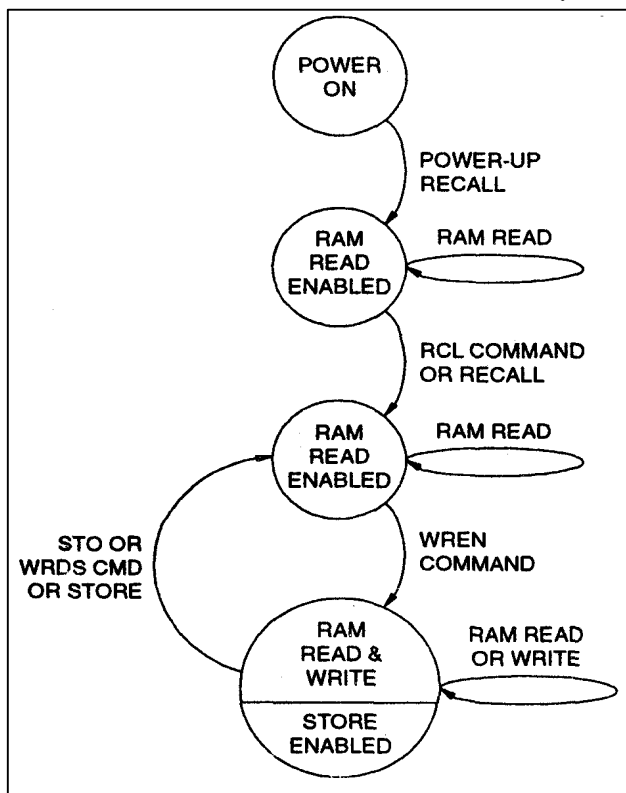 POWER
ON
POWER-UP
RECALL
RAM
READ
ENABLED
RAM READ
RCL COMMAND
OR RECALL
RAM
READ
ENABLED
RAM READ
STO OR
WRDS CMD
OR STORE
WREN
COMMAND
RAM
READ &
WRITE
RAM READ
OR WRITE
STORE
ENABLED